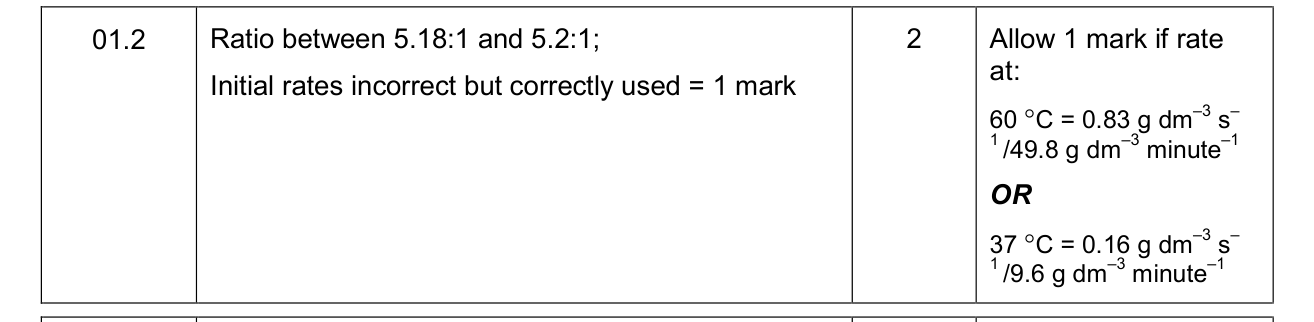 01.2
Ratio between 5.18:1 and 5.2:1;
Initial rates incorrect but correctly used = 1 mark
2
Allow 1 mark if rate
at:
60 °C = 0.83 g dm⁻³ s⁻
¹/49.8 g dm⁻³ minute⁻¹
OR
37 °C = 0.16 g dm⁻³ s⁻
¹/9.6 g dm⁻³ minute⁻¹